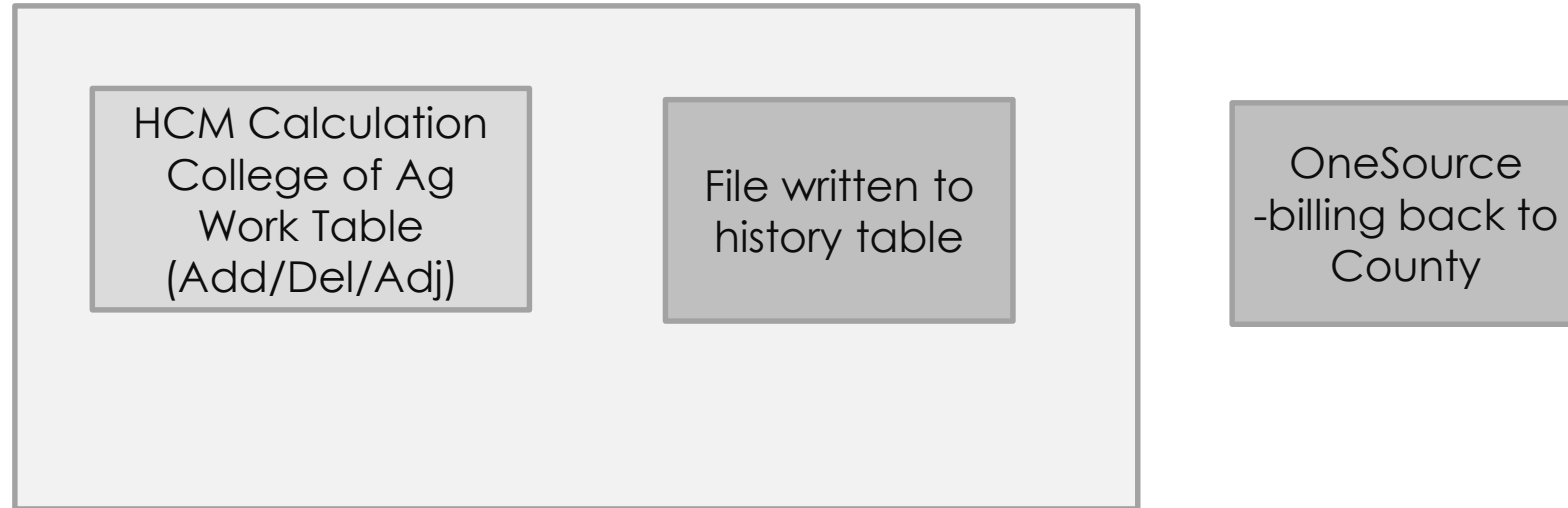 HCM Calculation
College of Ag
Work Table
(Add/Del/Adj)
File written to
history table
OneSource
-billing back to
County